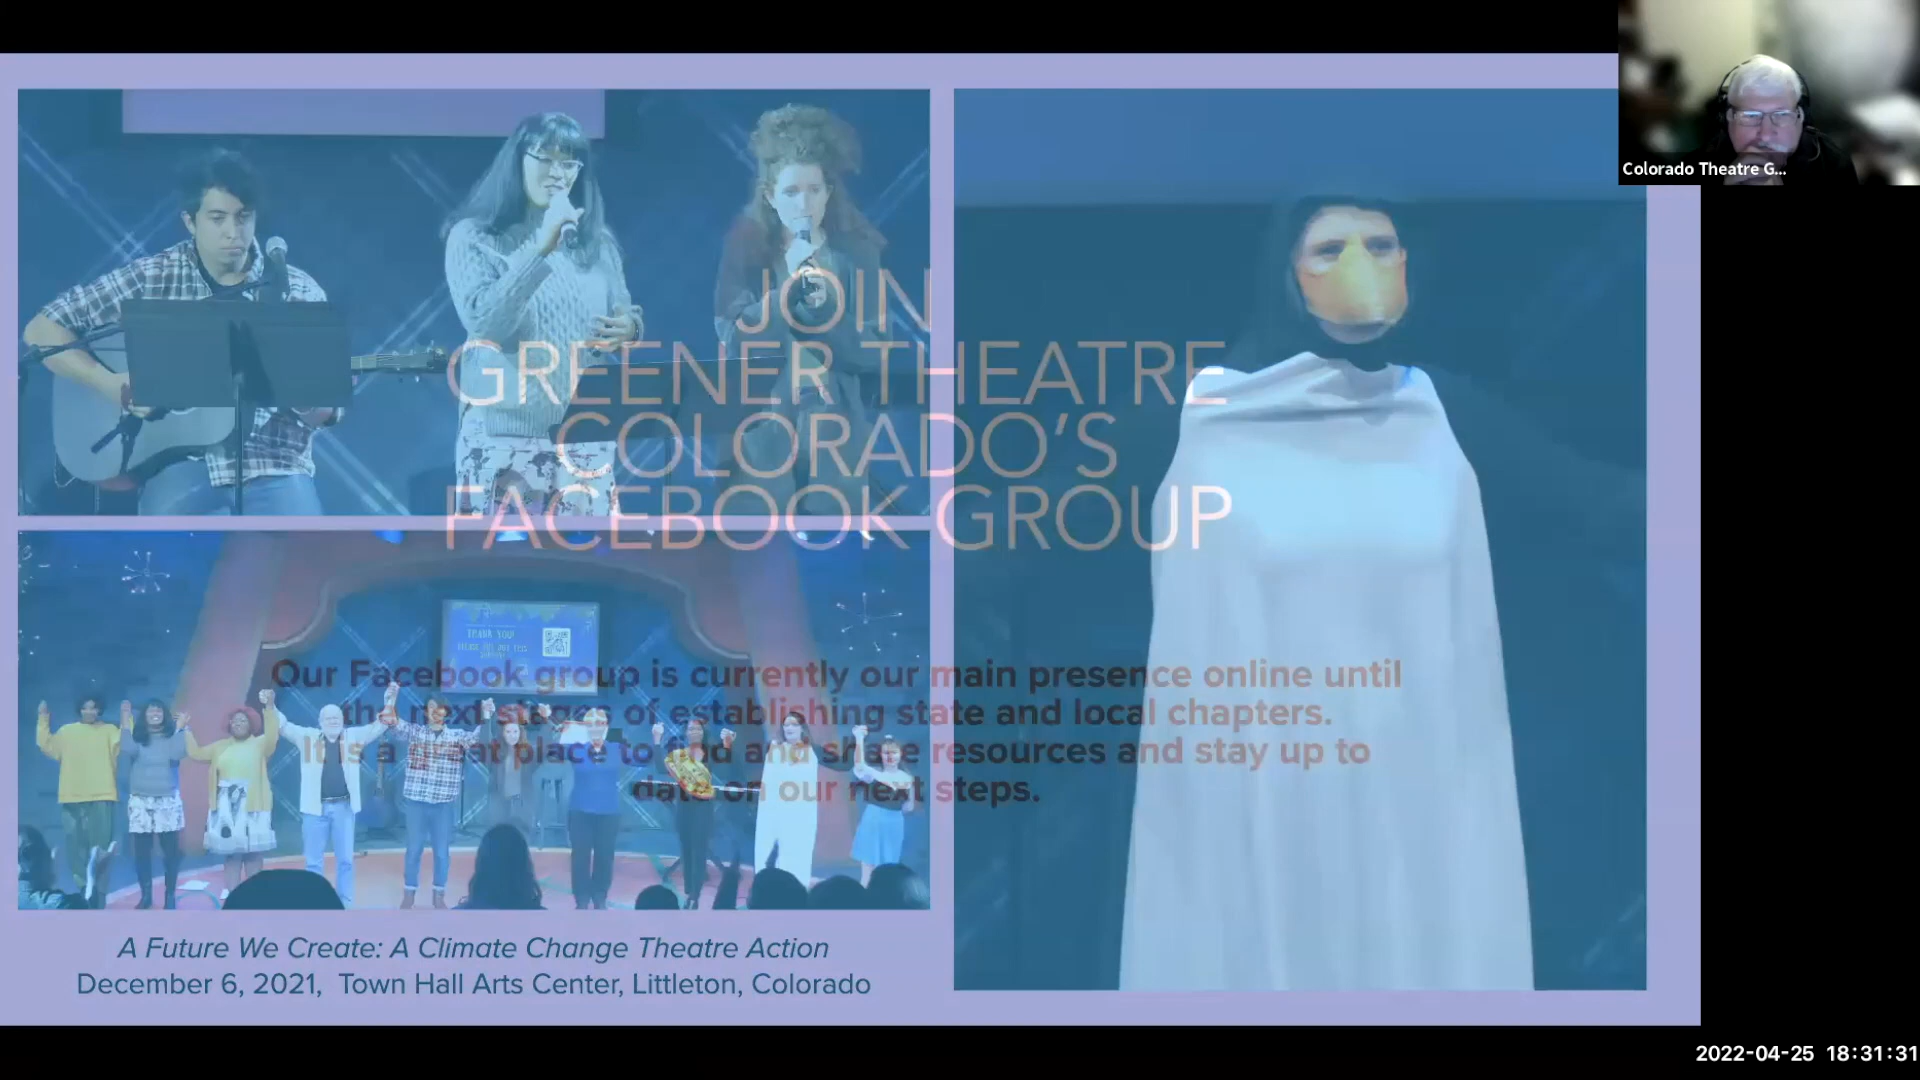 Colorado Theatre G...
JOIN
GREENER THEATRE
COLORADO'S
FACEBOOK GROUP
THANK YOU!
Our Facebook group is currently our main presence online until
the next stages of establishing state and local chapters.
It is a great place to find and share resources and stay up to
date on our next steps.
A Future We Create: A Climate Change Theatre Action
December 6, 2021, Town Hall Arts Center, Littleton, Colorado
2022-04-25 18:31:31